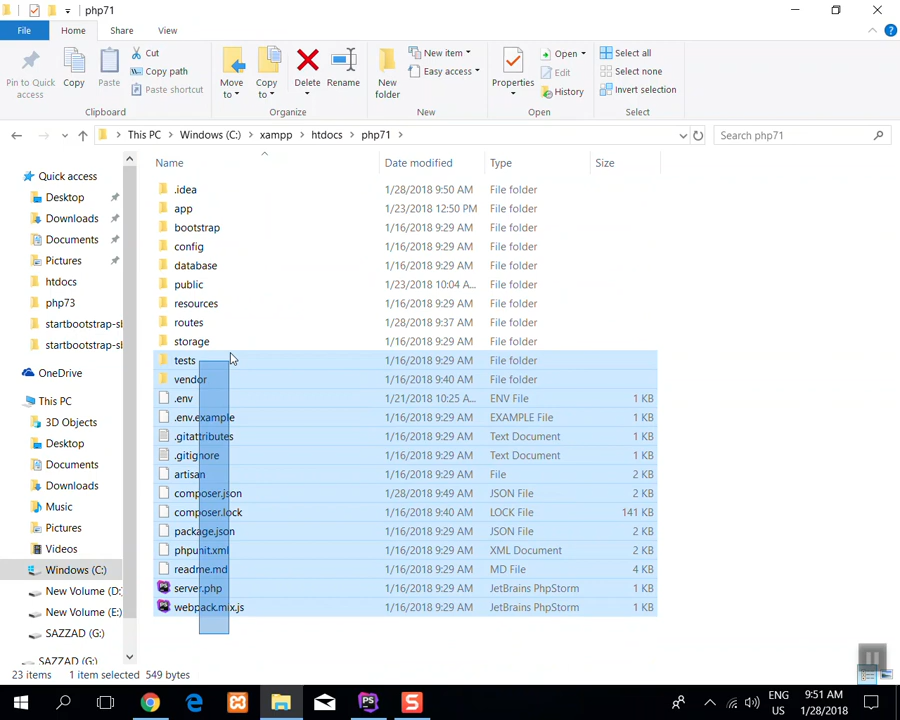 php71
File
Home
Share
View
Pin to Quick access
Copy
Paste
Cut
Copy path
Paste shortcut
Clipboard
Move to
Copy to
Delete
Rename
Organize
New folder
New item
Easy access
New
Properties
Open
Edit
History
Open
Select all
Select none
Invert selection
Select
This PC > Windows (C:) > xampp > htdocs > php71 >
Search php71
Name Date modified Type Size
Quick access
Desktop
Downloads
Documents
Pictures
htdocs
php73
OneDrive
This PC
3D Objects
Desktop
Documents
Downloads
Music
Pictures
Videos
Windows (C:)
New Volume (D:
New Volume (E:)
SAZZAD (G:)
SAZZAD (G:)
.idea 1/28/2018 9:50 AM File folder
app 1/23/2018 12:50 PM File folder
bootstrap 1/16/2018 9:29 AM File folder
config 1/16/2018 9:29 AM File folder
database 1/16/2018 9:29 AM File folder
public 1/23/2018 10:04 A... File folder
resources 1/16/2018 9:29 AM File folder
routes 1/28/2018 9:37 AM File folder
storage 1/16/2018 9:29 AM File folder
tests 1/16/2018 9:29 AM File folder
vendor 1/16/2018 9:40 AM File folder
.env 1/21/2018 10:25 A... ENV File 1 KB
.env.example 1/16/2018 9:29 AM EXAMPLE File 1 KB
.gitattributes 1/16/2018 9:29 AM Text Document 1 KB
.gitignore 1/16/2018 9:29 AM Text Document 1 KB
artisan 1/16/2018 9:29 AM File 2 KB
composer.json 1/28/2018 9:49 AM JSON File 2 KB
composer.lock 1/16/2018 9:40 AM LOCK File 141 KB
package.json 1/16/2018 9:29 AM JSON File 2 KB
phpunit.xml 1/16/2018 9:29 AM XML Document 2 KB
readme.md 1/16/2018 9:29 AM MD File 4 KB
server.php 1/16/2018 9:29 AM JetBrains PhpStorm 1 KB
webpack.mix.js 1/16/2018 9:29 AM JetBrains PhpStorm 1 KB
23 items 1 item selected 549 bytes
ENG
US
9:51 AM
1/28/2018